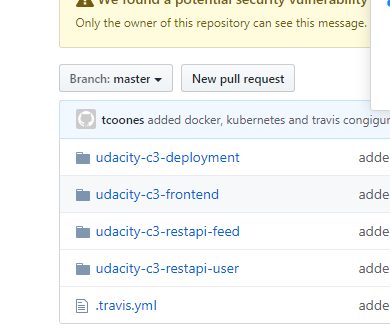 We found a potential security vulnerability
Only the owner of this repository can see this message.
Branch: master
New pull request
tcoones added docker, kubernetes and travis congigur
udacity-c3-deployment adde
udacity-c3-frontend adde
udacity-c3-restapi-feed adde
udacity-c3-restapi-user adde
.travis.yml adde